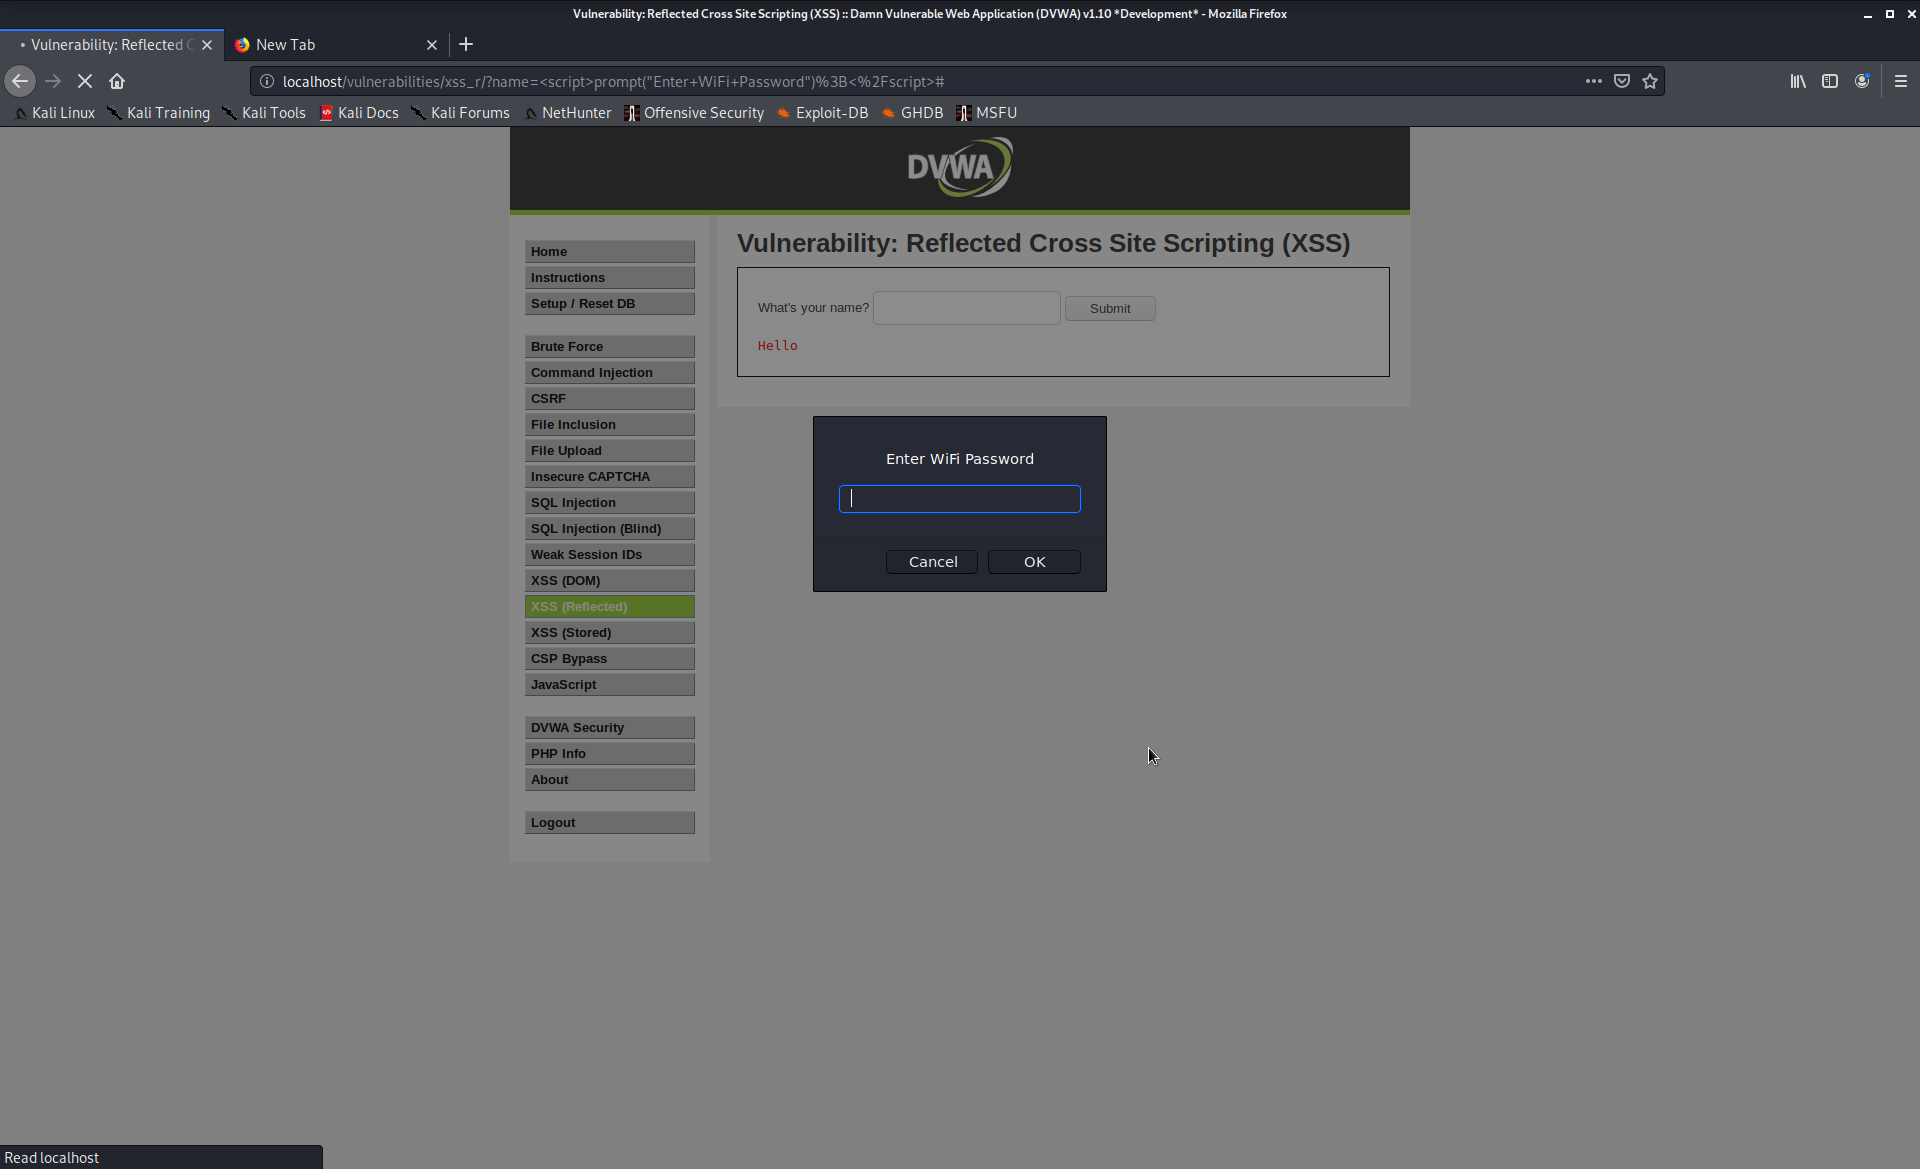 Vulnerability: Reflected Cross Site Scripting (XSS) :: Damn Vulnerable Web Application (DVWA) v1.10 *Development* - Mozilla Firefox
Vulnerability: Reflected C
New Tab
localhost/vulnerabilities/xss_r/?name=<script>prompt("Enter+WiFi+Password")%3B<%2Fscript>#
Kali Linux Kali Training Kali Tools Kali Docs Kali Forums NetHunter Offensive Security Exploit-DB GHDB MSFU
DVWA
Home
Instructions
Setup / Reset DB
Brute Force
Command Injection
CSRF
File Inclusion
File Upload
Insecure CAPTCHA
SQL Injection
SQL Injection (Blind)
Weak Session IDs
XSS (DOM)
XSS (Reflected)
XSS (Stored)
CSP Bypass
JavaScript
DVWA Security
PHP Info
About
Logout
Vulnerability: Reflected Cross Site Scripting (XSS)
What's your name? Submit
Hello
Enter WiFi Password
Cancel OK
Read localhost